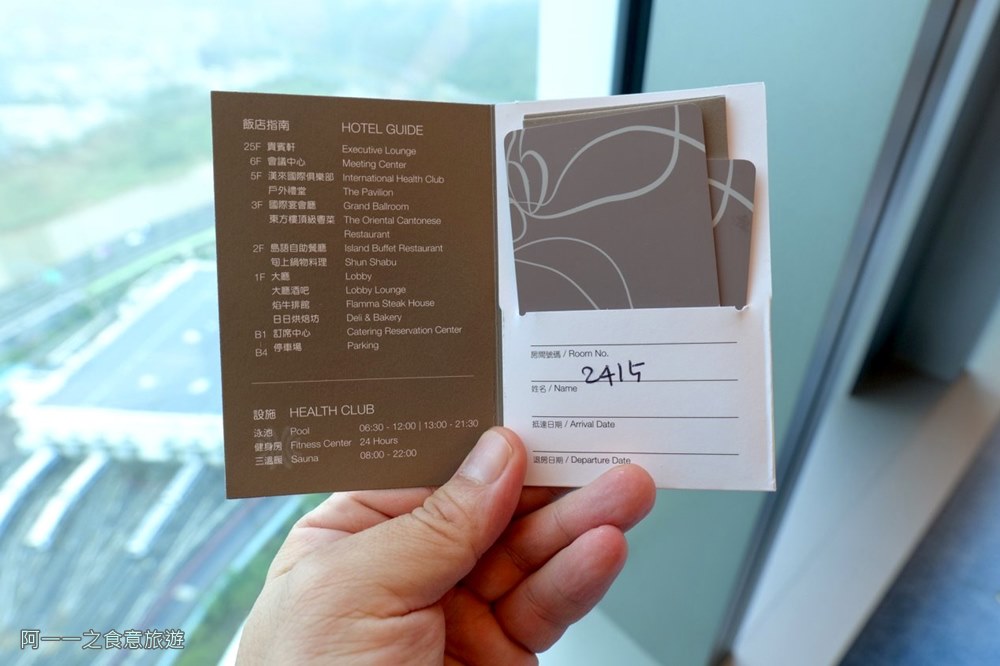 飯店指南 HOTEL GUIDE
25F 貴賓軒 Executive Lounge
6F 會議中心 Meeting Center
5F 漢來國際俱樂部 International Health Club
戶外禮堂 The Pavilion
3F 國際宴會廳 Grand Ballroom
東方樓頂級粵菜 The Oriental Cantonese
Restaurant
2F 島語自助餐廳 Island Buffet Restaurant
旬上鍋物料理 Shun Shabu
1F 大廳 Lobby
大廳酒吧 Lobby Lounge
焰牛排館 Flamma Steak House
日日烘焙坊 Deli & Bakery
B1 訂席中心 Catering Reservation Center
B4 停車場 Parking
設施 HEALTH CLUB
泳池 Pool 06:30 - 12:00 | 13:00 - 21:30
健身房 Fitness Center 24 Hours
三溫暖 Sauna 08:00 - 22:00
房間號碼 / Room No.
2415
姓名 / Name
抵達日期 / Arrival Date
退房日期 / Departure Date
阿一一之食意旅遊